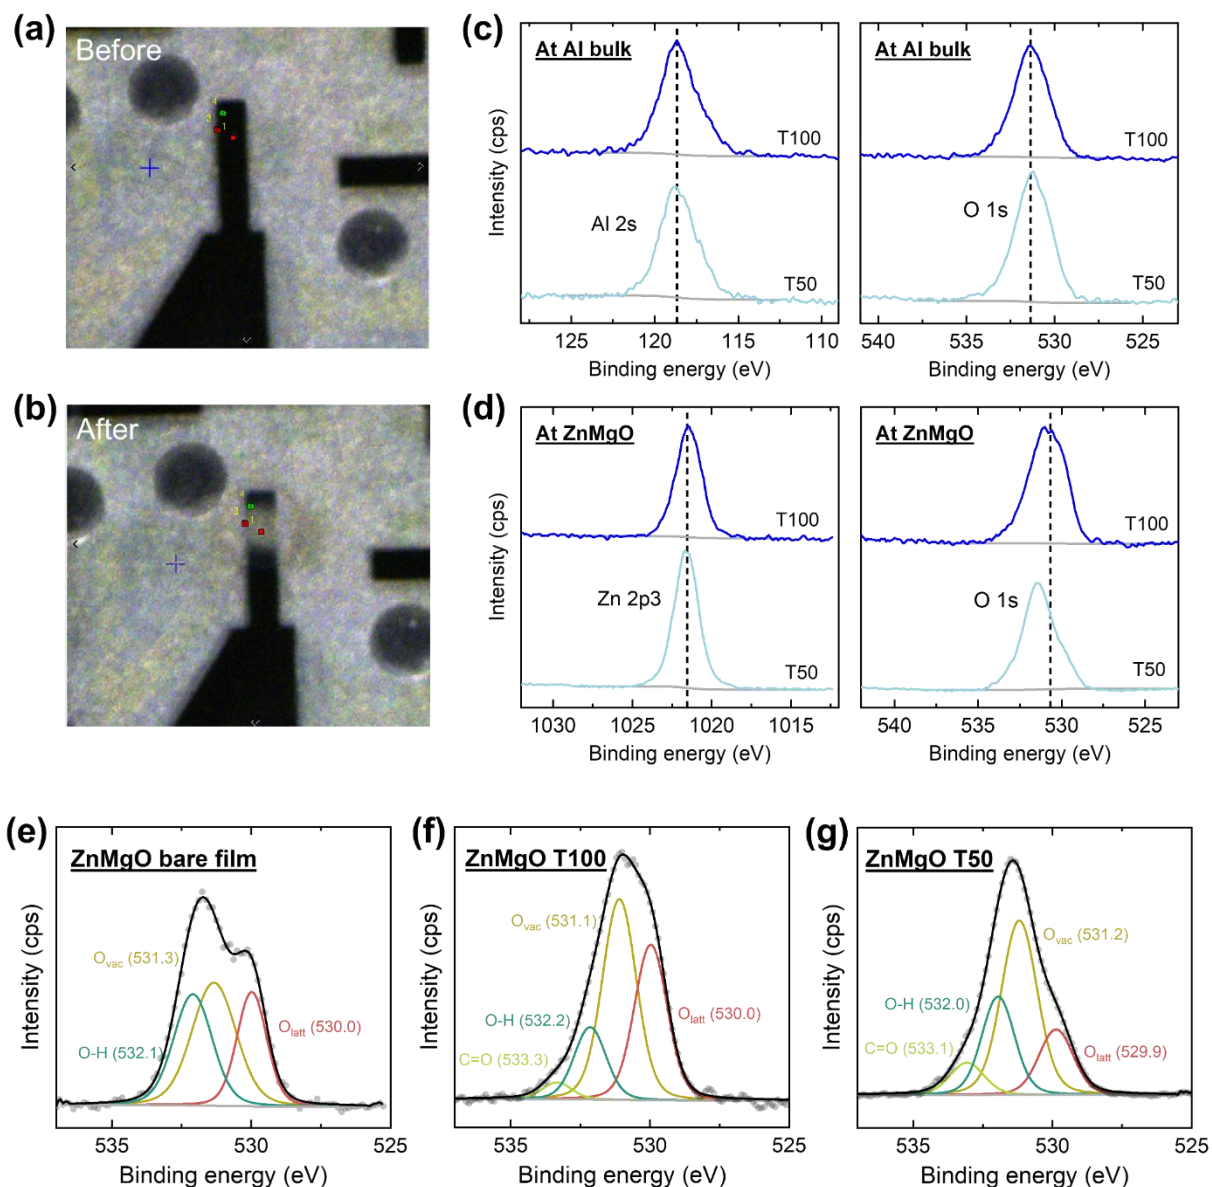 (a)
Before
4
3
1
(b)
After
4
3
1
(c)
At Al bulk
T100
Al 2s
T50
Intensity (cps)
125 120 115 110
Binding energy (eV)
At Al bulk
T100
O 1s
T50
540 535 530 525
Binding energy (eV)
(d)
At ZnMgO
T100
Zn 2p3
T50
Intensity (cps)
1030 1025 1020 1015
Binding energy (eV)
At ZnMgO
T100
O 1s
T50
540 535 530 525
Binding energy (eV)
(e)
ZnMgO bare film
Ovac (531.3)
O-H (532.1)
Olatt (530.0)
Intensity (cps)
535 530 525
Binding energy (eV)
(f)
ZnMgO T100
Ovac (531.1)
O-H (532.2)
C=O (533.3)
Olatt (530.0)
Intensity (cps)
535 530 525
Binding energy (eV)
(g)
ZnMgO T50
Ovac (531.2)
O-H (532.0)
C=O (533.1)
Olatt (529.9)
Intensity (cps)
535 530 525
Binding energy (eV)